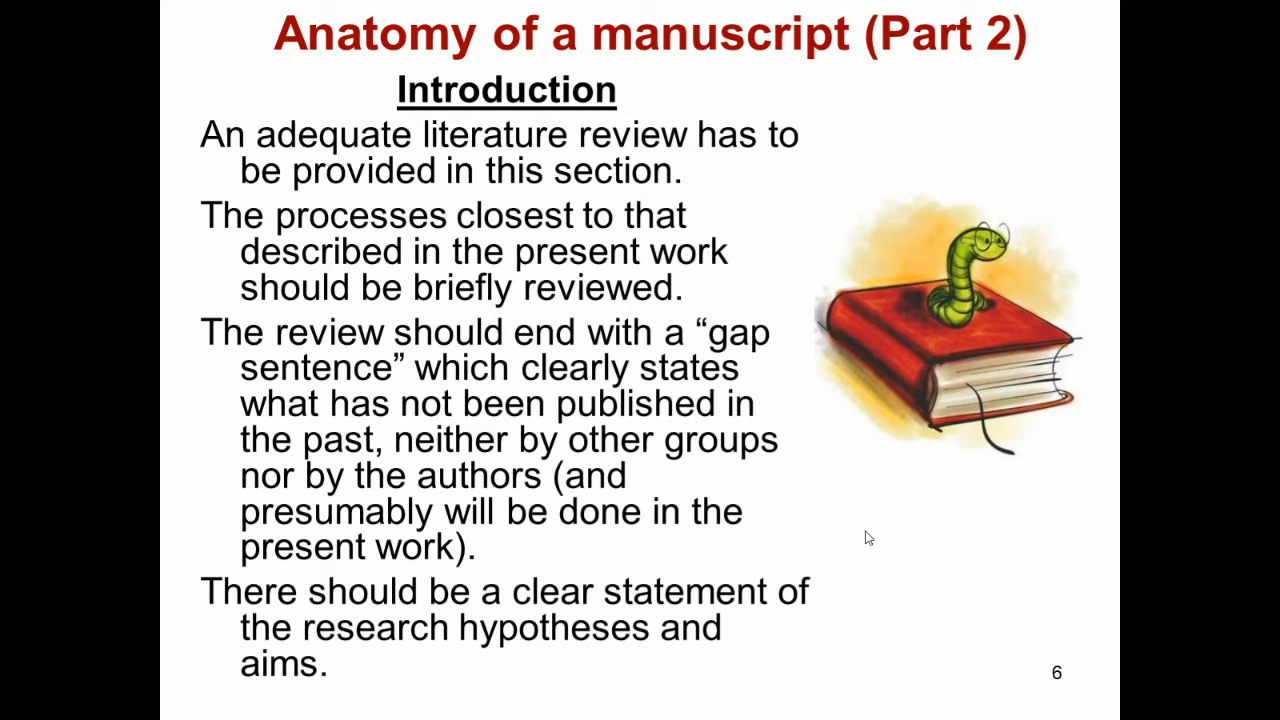 Anatomy of a manuscript (Part 2)
Introduction
An adequate literature review has to
be provided in this section.
The processes closest to that
described in the present work
should be briefly reviewed.
The review should end with a “gap
sentence” which clearly states
what has not been published in
the past, neither by other groups
nor by the authors (and
presumably will be done in the
present work).
There should be a clear statement of
the research hypotheses and
aims.
6